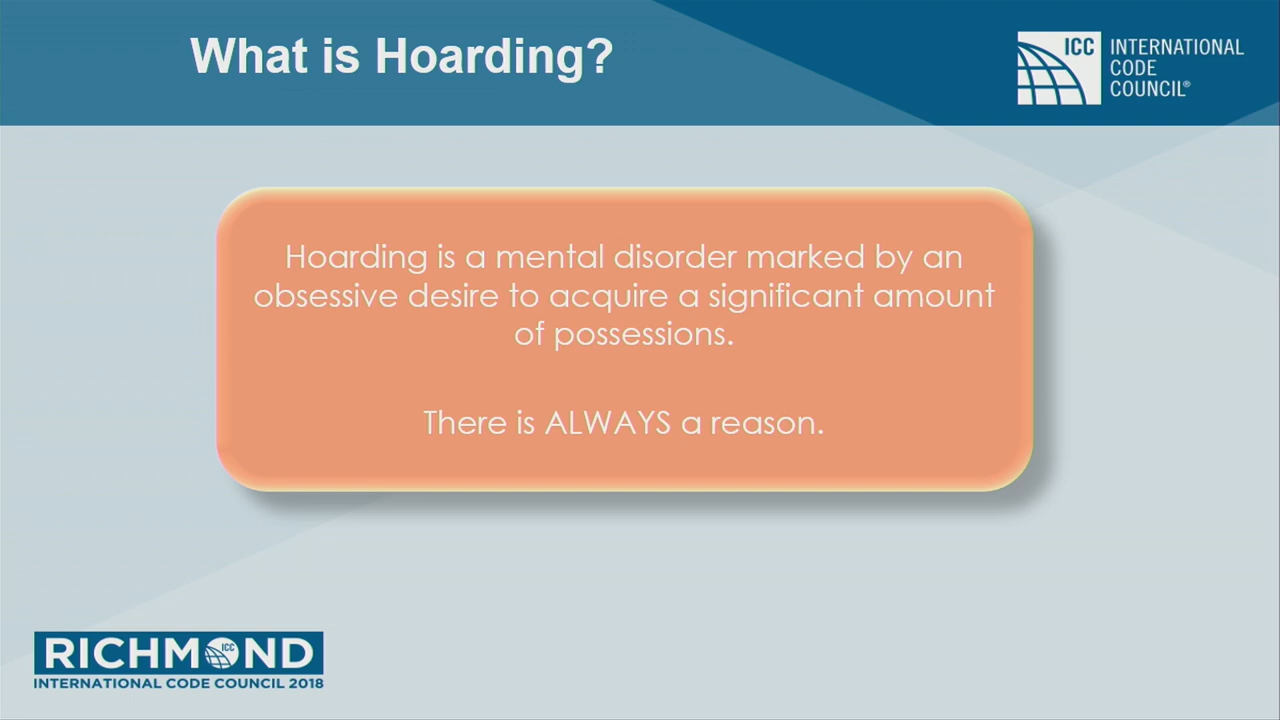 What is Hoarding?
ICC
INTERNATIONAL
CODE
COUNCIL®
Hoarding is a mental disorder marked by an
obsessive desire to acquire a significant amount
of possessions.
There is ALWAYS a reason.
RICHMOND
ICC
INTERNATIONAL CODE COUNCIL 2018